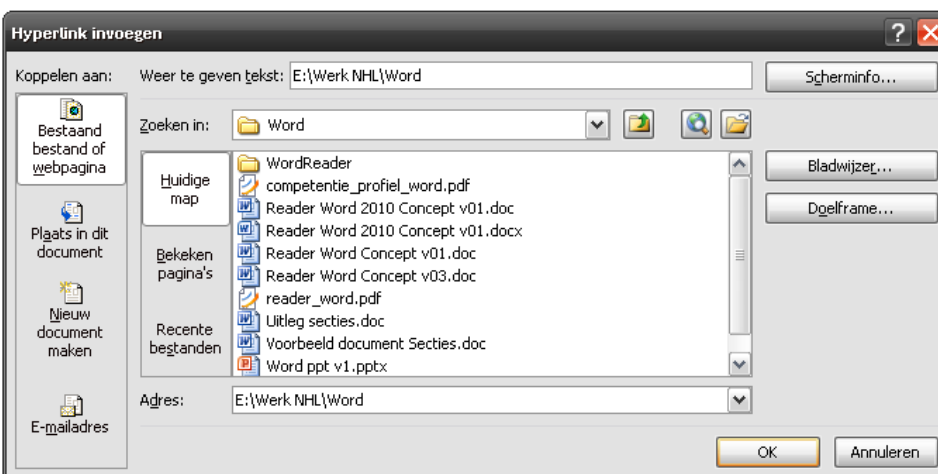 Hyperlink invoegen
Koppelen aan:
Weer te geven tekst: E:\Werk NHL\Word
Scherminfo...
Bestaand
bestand of
webpagina
Zoeken in: Word
Huidige
map
WordReader
competentie_profiel_word.pdf
Reader Word 2010 Concept v01.doc
Reader Word 2010 Concept v01.docx
Reader Word Concept v01.doc
Reader Word Concept v03.doc
reader_word.pdf
Uitleg secties.doc
Voorbeeld document Secties.doc
Word ppt v1.pptx
Bladwijzer...
Doelframe...
Plaats in dit
document
Bekeken
pagina's
Nieuw
document
maken
Recente
bestanden
E-mailadres
Adres: E:\Werk NHL\Word
OK
Annuleren